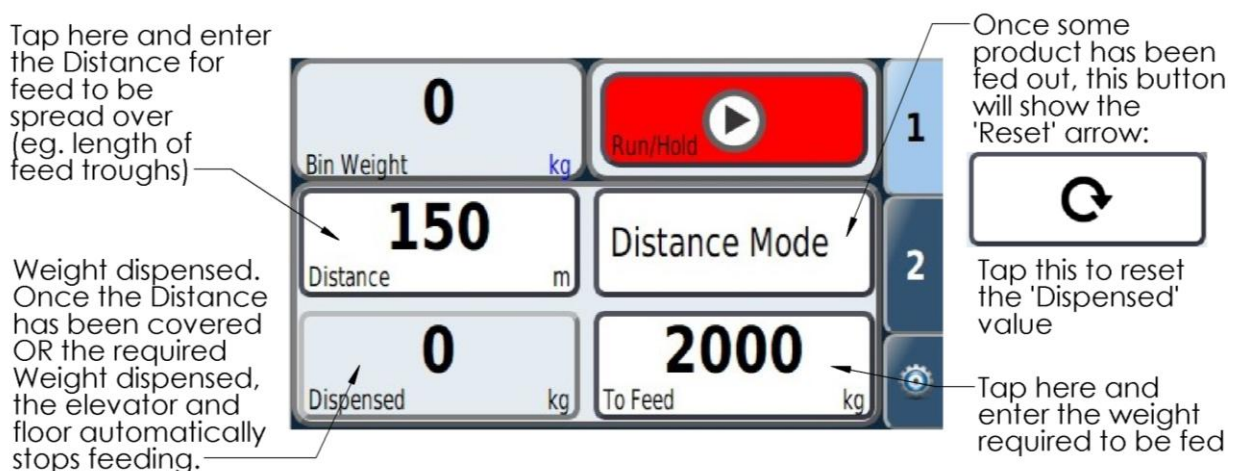 Tap here and enter
the Distance for
feed to be
spread over
(eg. length of
feed troughs)
Weight dispensed.
Once the Distance
has been covered
OR the required
Weight dispensed,
the elevator and
floor automatically
stops feeding.
0
Bin Weight kg
Run/Hold
1
150
Distance m
Distance Mode
2
0
Dispensed kg
2000
To Feed kg
Once some
product has been
fed out, this button
will show the
'Reset' arrow:
Tap this to reset
the 'Dispensed'
value
Tap here and
enter the weight
required to be fed